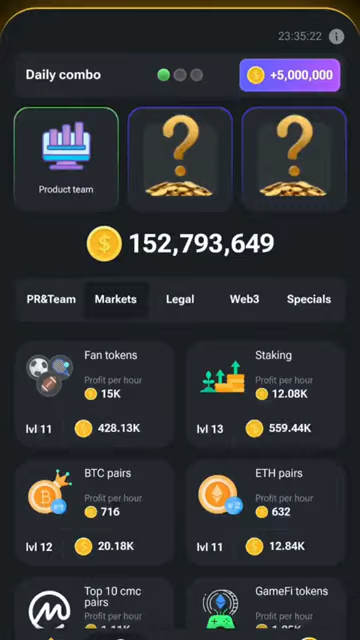 23:35:22
Daily combo
+5,000,000
Product team
152,793,649
PR&Team Markets Legal Web3 Specials
Fan tokens
Profit per hour
15K
lvl 11 428.13K
Staking
Profit per hour
12.08K
lvl 13 559.44K
BTC pairs
Profit per hour
#1
716
lvl 12 20.18K
ETH pairs
Profit per hour
#2
632
lvl 11 12.84K
Top 10 cmc
pairs
Profit per hour
GameFi tokens
Profit per hour